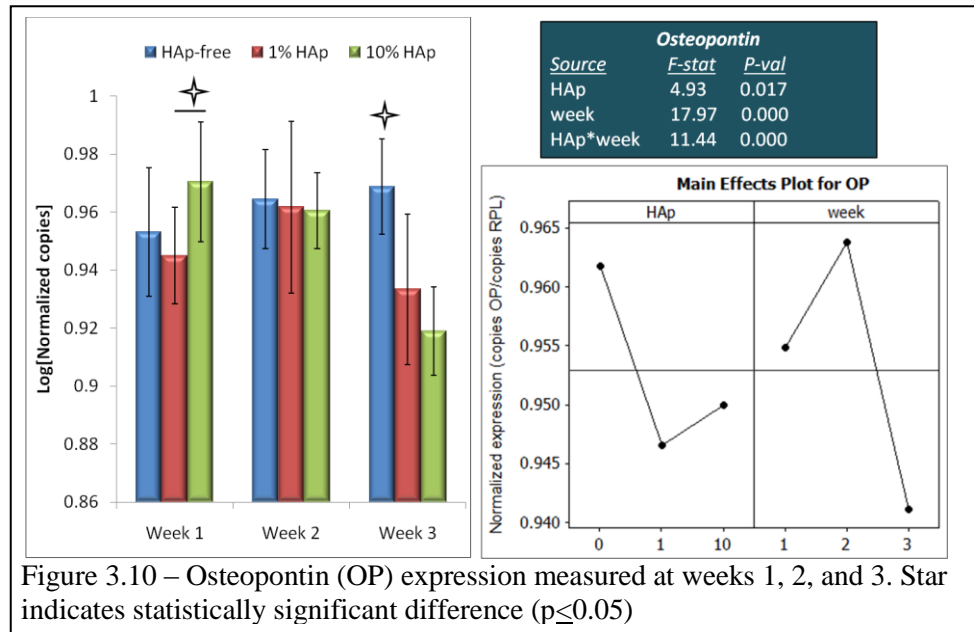 HAp-free 1% HAp 10% HAp
Log[Normalized copies]
1
0.98
0.96
0.94
0.92
0.9
0.88
0.86
Week 1 Week 2 Week 3
Osteopontin
Source F-stat P-val
HAp 4.93 0.017
week 17.97 0.000
HAp*week 11.44 0.000
Main Effects Plot for OP
HAp week
Normalized expression (copies OP/copies RPL)
0.965
0.960
0.955
0.950
0.945
0.940
0 1 10 1 2 3
Figure 3.10 – Osteopontin (OP) expression measured at weeks 1, 2, and 3. Star
indicates statistically significant difference (p≤0.05)